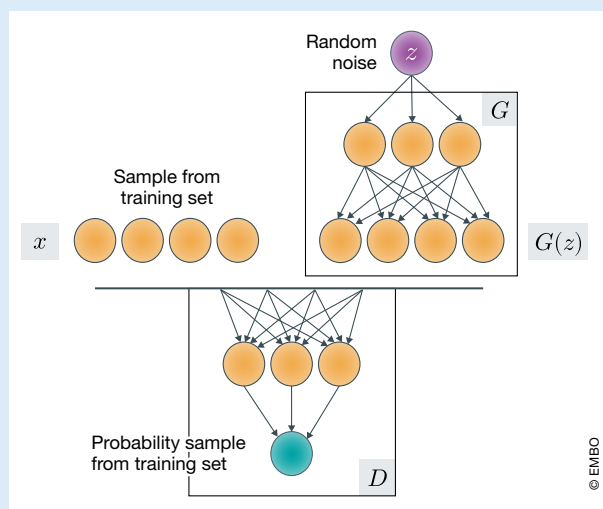 Random
noise
z
G
Sample from
training set
x
G(z)
Probability sample
from training set
D
© EMBO